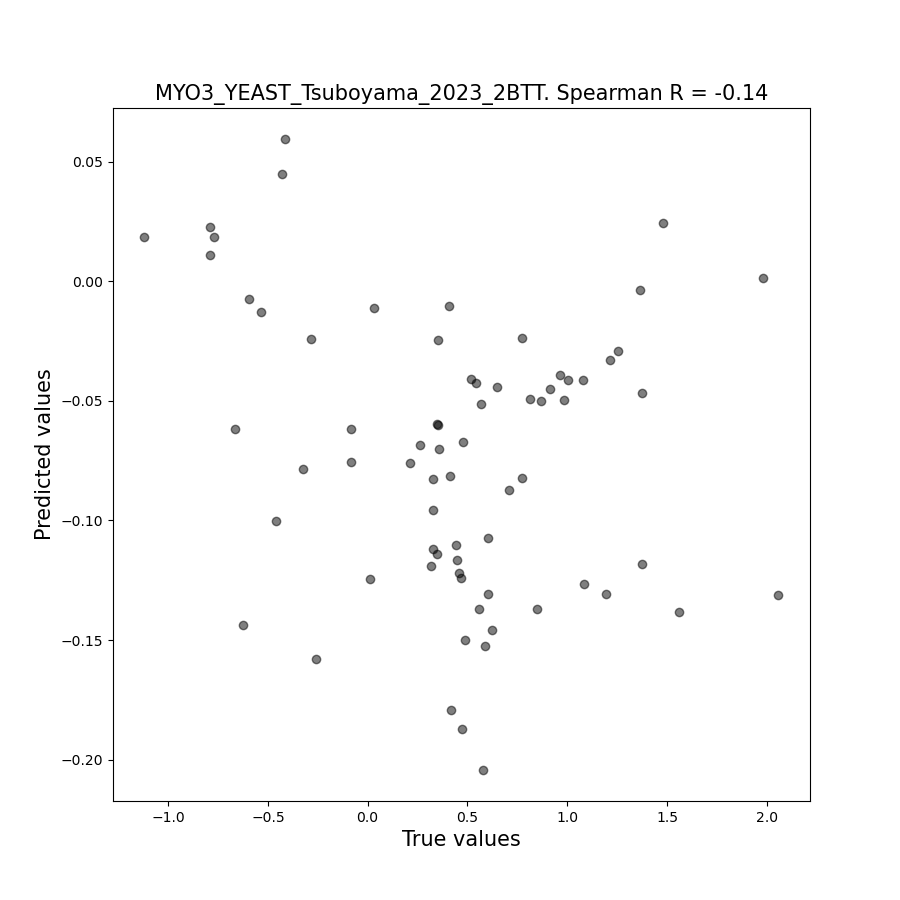 MYO3_YEAST_Tsuboyama_2023_2BTT. Spearman R = -0.14
0.05
0.00
−0.05
−0.10
−0.15
−0.20
Predicted values
−1.0 −0.5 0.0 0.5 1.0 1.5 2.0
True values